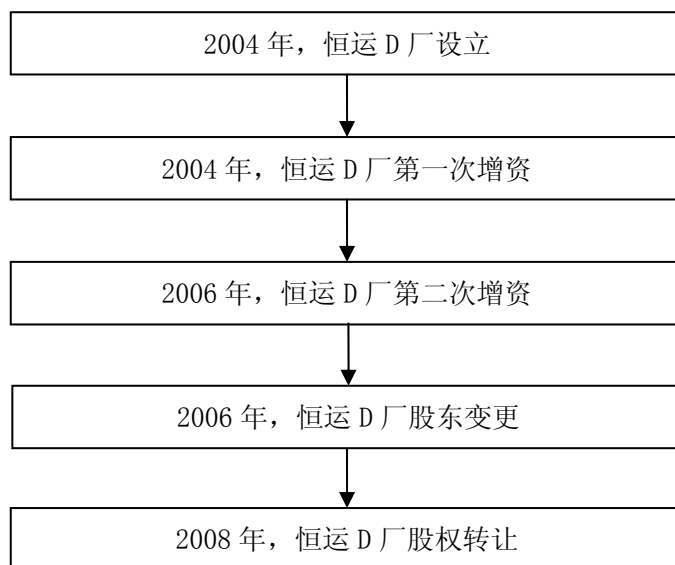 2004 年，恒运 D 厂设立
2004 年，恒运 D 厂第一次增资
2006 年，恒运 D 厂第二次增资
2006 年，恒运 D 厂股东变更
2008 年，恒运 D 厂股权转让